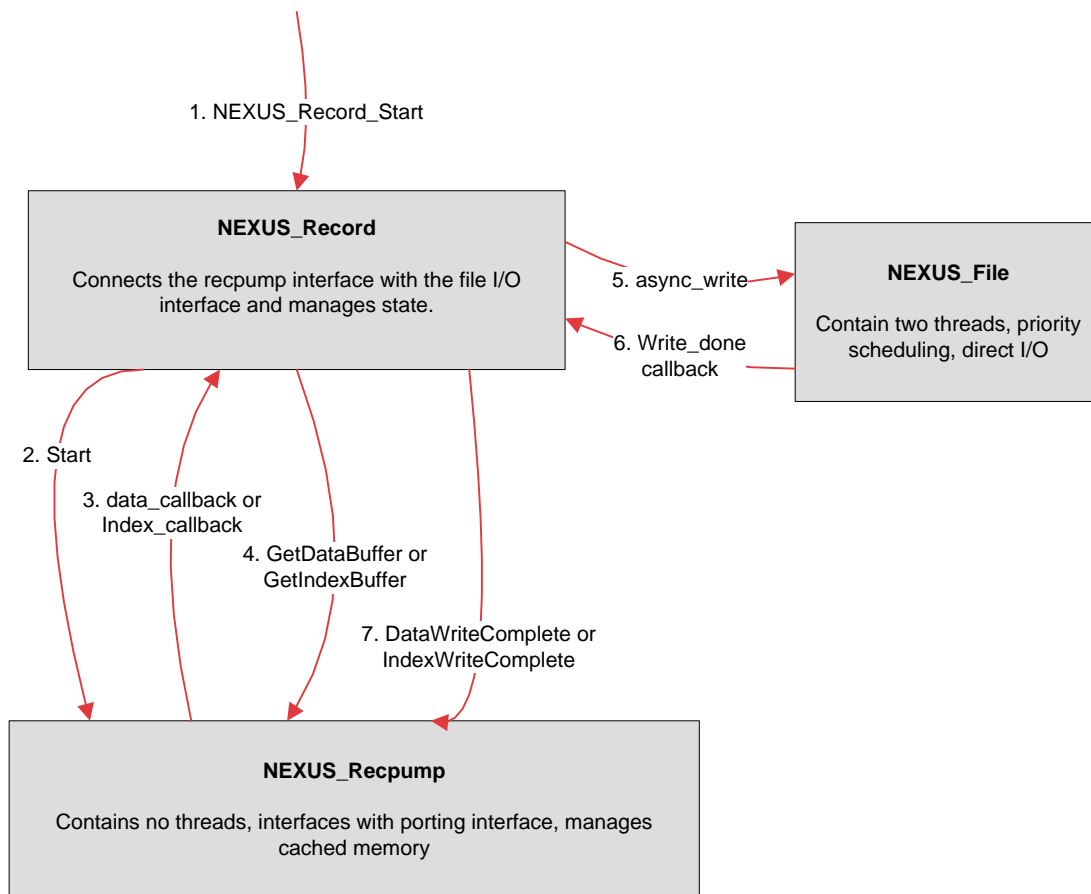 1. NEXUS_Record_Start
NEXUS_Record
Connects the recpump interface with the file I/O
interface and manages state.
NEXUS_File
Contain two threads, priority
scheduling, direct I/O
5. async_write
6. Write_done
callback
2. Start
3. data_callback or
Index_callback
4. GetDataBuffer or
GetIndexBuffer
7. DataWriteComplete or
IndexWriteComplete
NEXUS_Recpump
Contains no threads, interfaces with porting interface, manages
cached memory